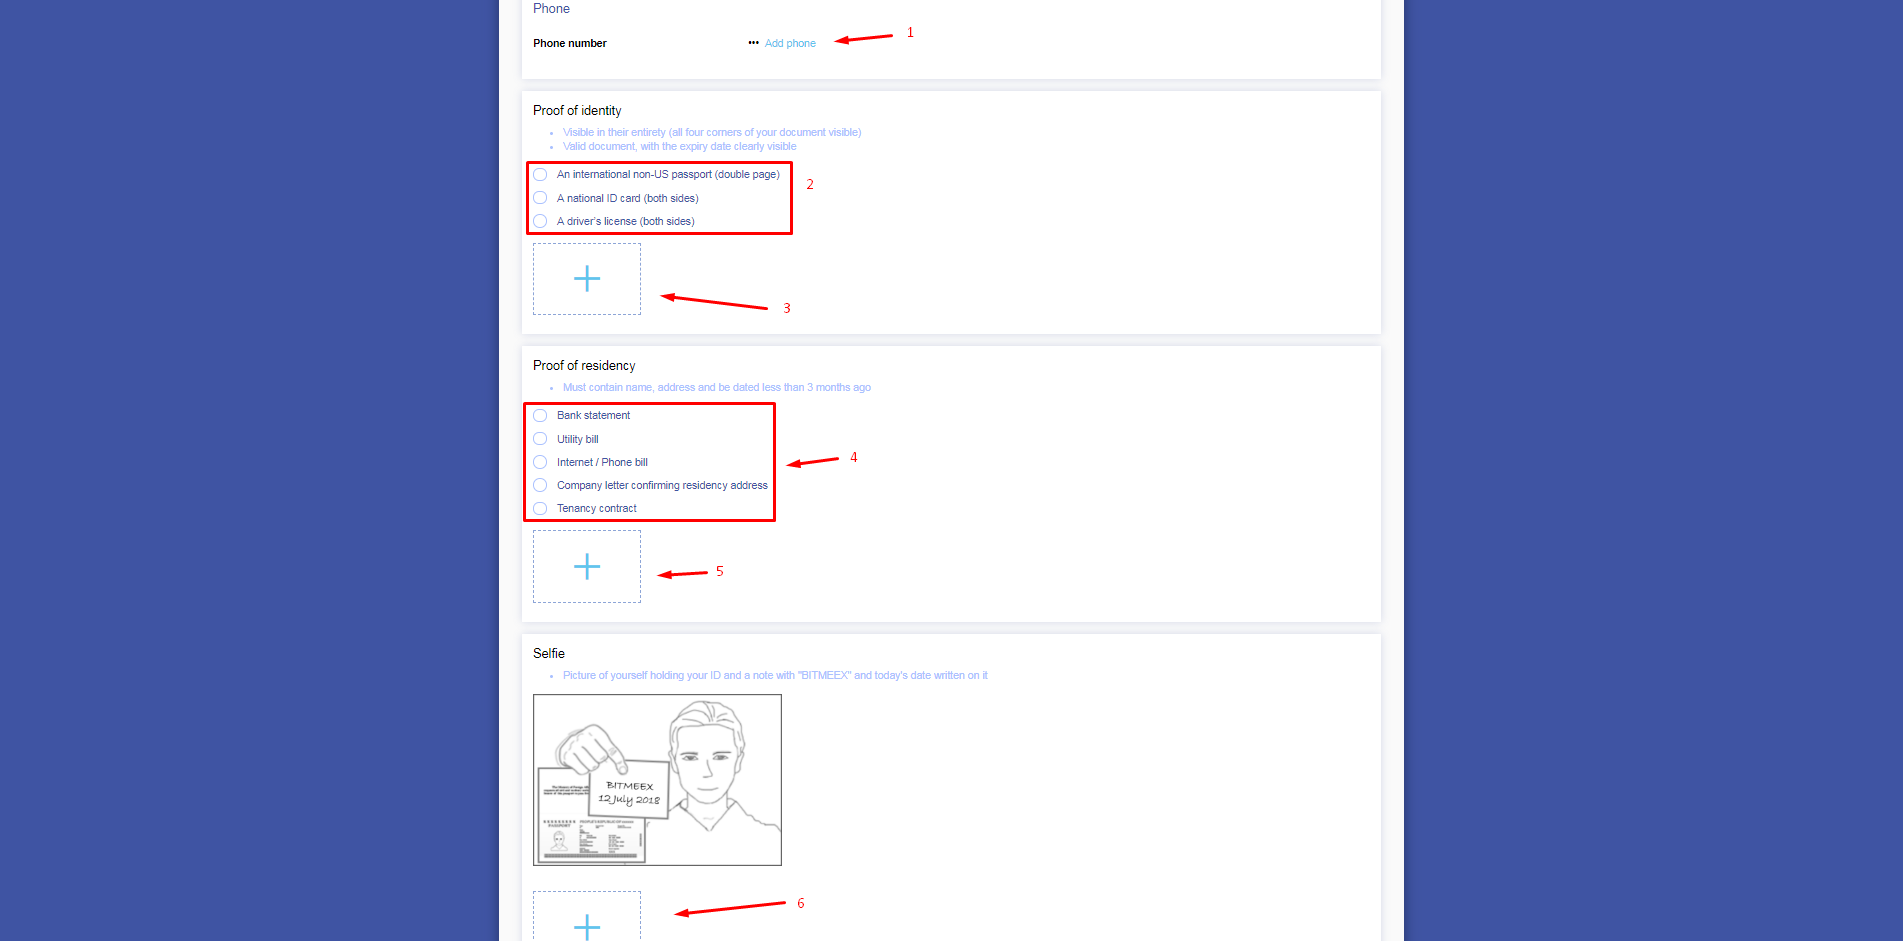 Phone
Phone number ••• Add phone 1
Proof of identity
• Visible in their entirety (all four corners of your document visible)
• Valid document, with the expiry date clearly visible
An international non-US passport (double page)
2
A national ID card (both sides)
A driver's license (both sides)
3
Proof of residency
• Must contain name, address and be dated less than 3 months ago
Bank statement
Utility bill
Internet / Phone bill
4
Company letter confirming residency address
Tenancy contract
5
Selfie
• Picture of yourself holding your ID and a note with "BITMEEX" and today's date written on it
BITMEEX
12 July 2018
PASSPORT
6